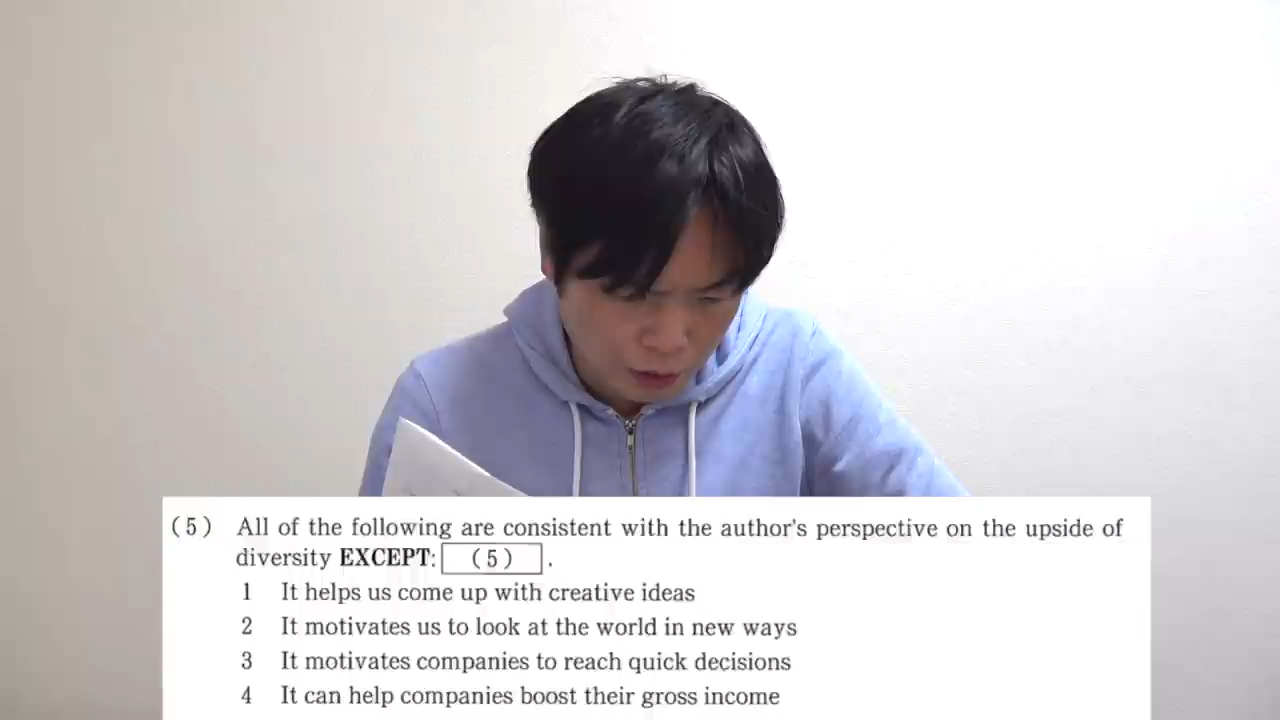 (5) All of the following are consistent with the author's perspective on the upside of
diversity EXCEPT: (5) .
1 It helps us come up with creative ideas
2 It motivates us to look at the world in new ways
3 It motivates companies to reach quick decisions
4 It can help companies boost their gross income